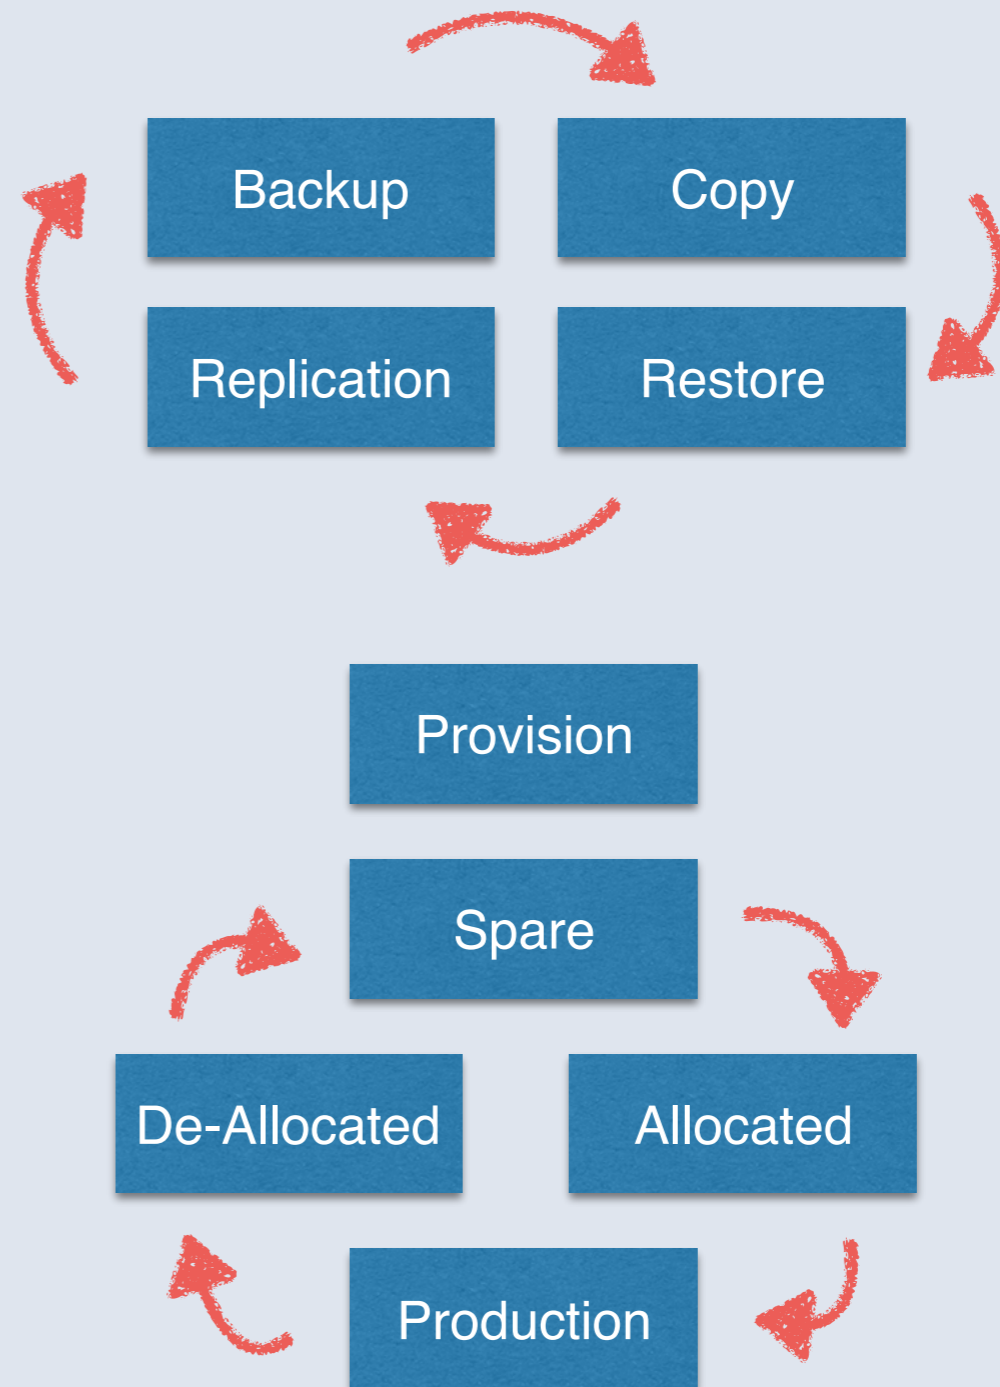 Backup
Copy
Replication
Restore
Provision
Spare
De-Allocated
Allocated
Production